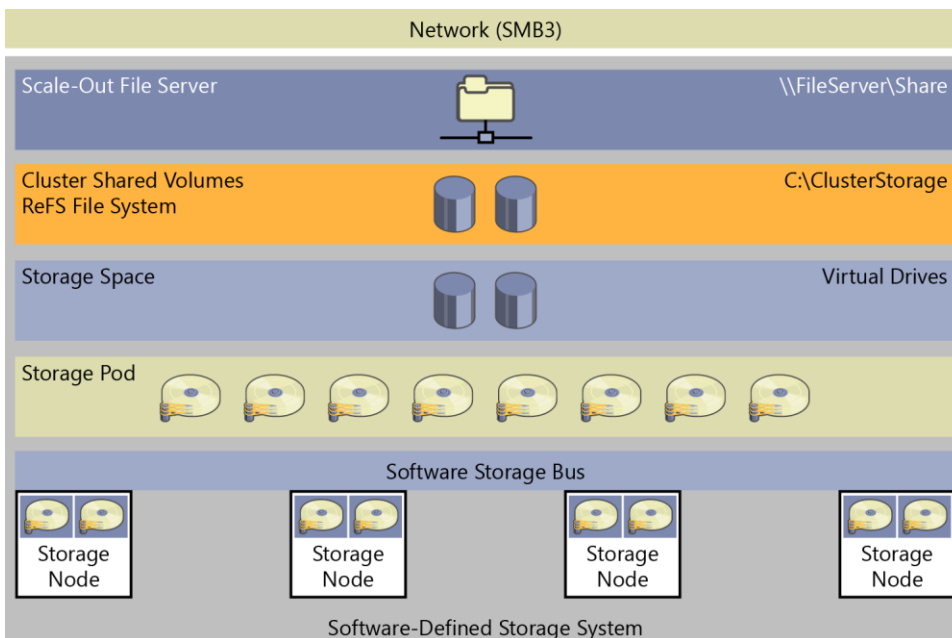 Network (SMB3)
Scale-Out File Server
\\FileServer\Share
Cluster Shared Volumes
ReFS File System
C:\ClusterStorage
Storage Space
Virtual Drives
Storage Pod
Software Storage Bus
Storage
Node
Storage
Node
Storage
Node
Storage
Node
Software-Defined Storage System